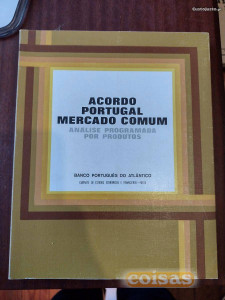 ACORDO
PORTUGAL
MERCADO COMUM
ANÁLISE PROGRAMADA
POR PRODUTOS
BANCO PORTUGUÊS DO ATLÂNTICO
coisas